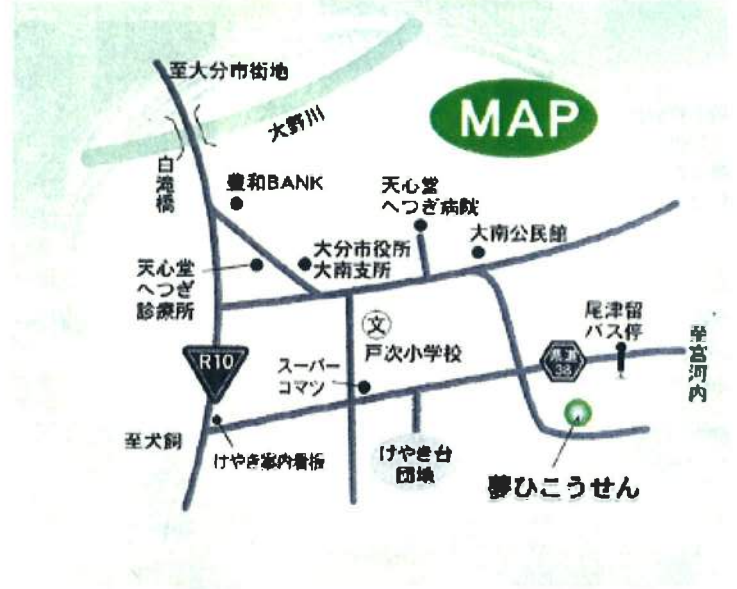 至大分市街地
大野川
MAP
白滝橋
豊和BANK
天心堂
へつぎ病院
大南公民館
大分市役所
大南支所
天心堂
へつぎ
診療所
尾津留
バス停
至宮河内
文
戸次小学校
R10
県道
38
スーパー
コマツ
至犬飼
けやき案内看板
けやき台
団地
夢ひこうせん